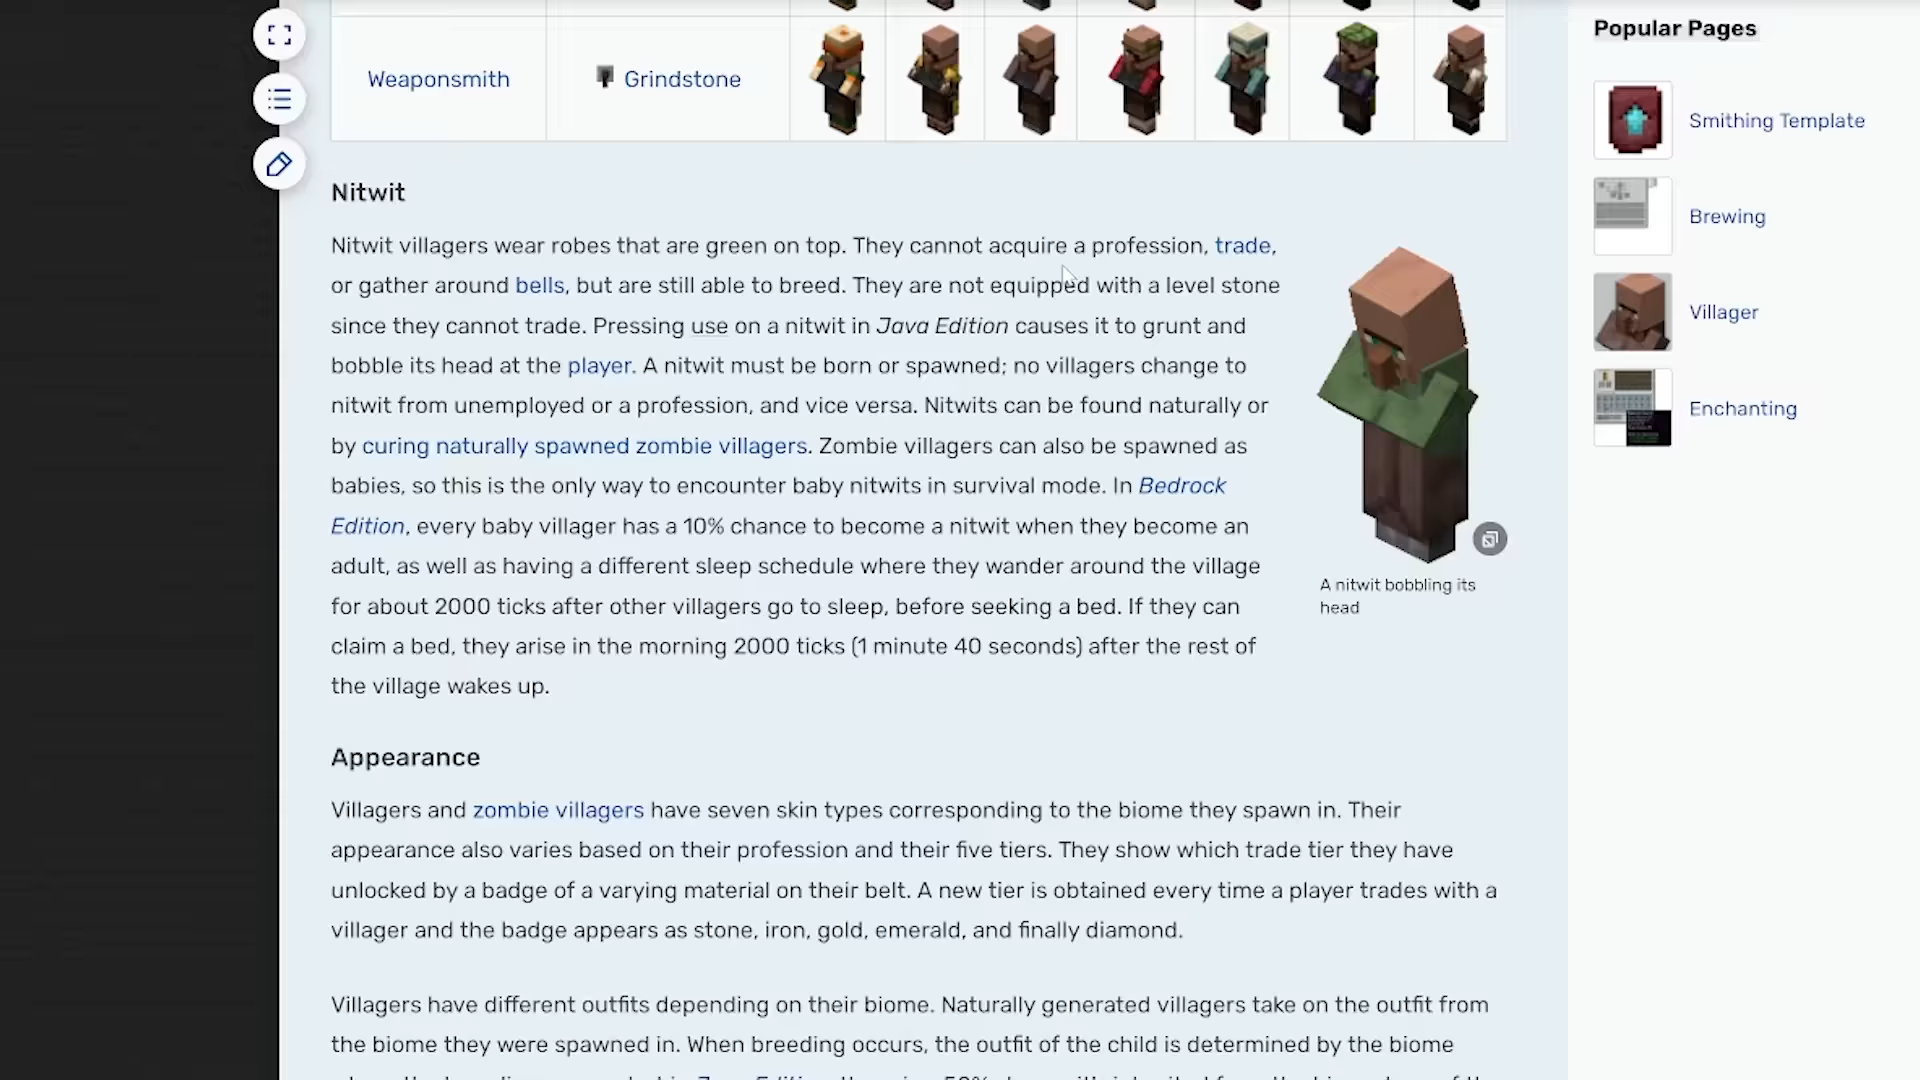 Popular Pages
Weaponsmith
Grindstone
Smithing Template
Brewing
Villager
Enchanting
Nitwit
Nitwit villagers wear robes that are green on top. They cannot acquire a profession, trade,
or gather around bells, but are still able to breed. They are not equipped with a level stone
since they cannot trade. Pressing use on a nitwit in Java Edition causes it to grunt and
bobble its head at the player. A nitwit must be born or spawned; no villagers change to
nitwit from unemployed or a profession, and vice versa. Nitwits can be found naturally or
by curing naturally spawned zombie villagers. Zombie villagers can also be spawned as
babies, so this is the only way to encounter baby nitwits in survival mode. In Bedrock
Edition, every baby villager has a 10% chance to become a nitwit when they become an
adult, as well as having a different sleep schedule where they wander around the village
for about 2000 ticks after other villagers go to sleep, before seeking a bed. If they can
claim a bed, they arise in the morning 2000 ticks (1 minute 40 seconds) after the rest of
the village wakes up.
A nitwit bobbling its
head
Appearance
Villagers and zombie villagers have seven skin types corresponding to the biome they spawn in. Their
appearance also varies based on their profession and their five tiers. They show which trade tier they have
unlocked by a badge of a varying material on their belt. A new tier is obtained every time a player trades with a
villager and the badge appears as stone, iron, gold, emerald, and finally diamond.
Villagers have different outfits depending on their biome. Naturally generated villagers take on the outfit from
the biome they were spawned in. When breeding occurs, the outfit of the child is determined by the biome